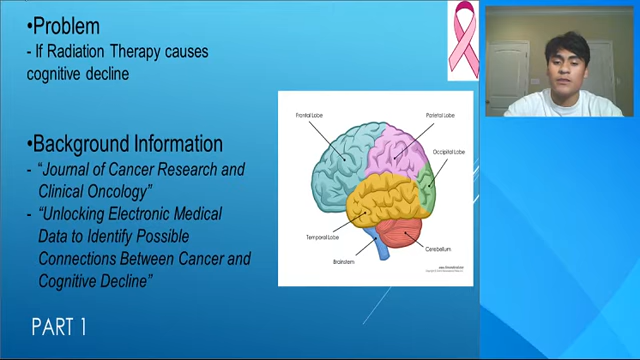 •Problem
- If Radiation Therapy causes
cognitive decline
•Background Information
- “Journal of Cancer Research and
Clinical Oncology”
- “Unlocking Electronic Medical
Data to Identify Possible
Connections Between Cancer and
Cognitive Decline”
PART 1
Frontal Lobe
Parietal Lobe
Occipital Lobe
Temporal Lobe
Cerebellum
Brainstem